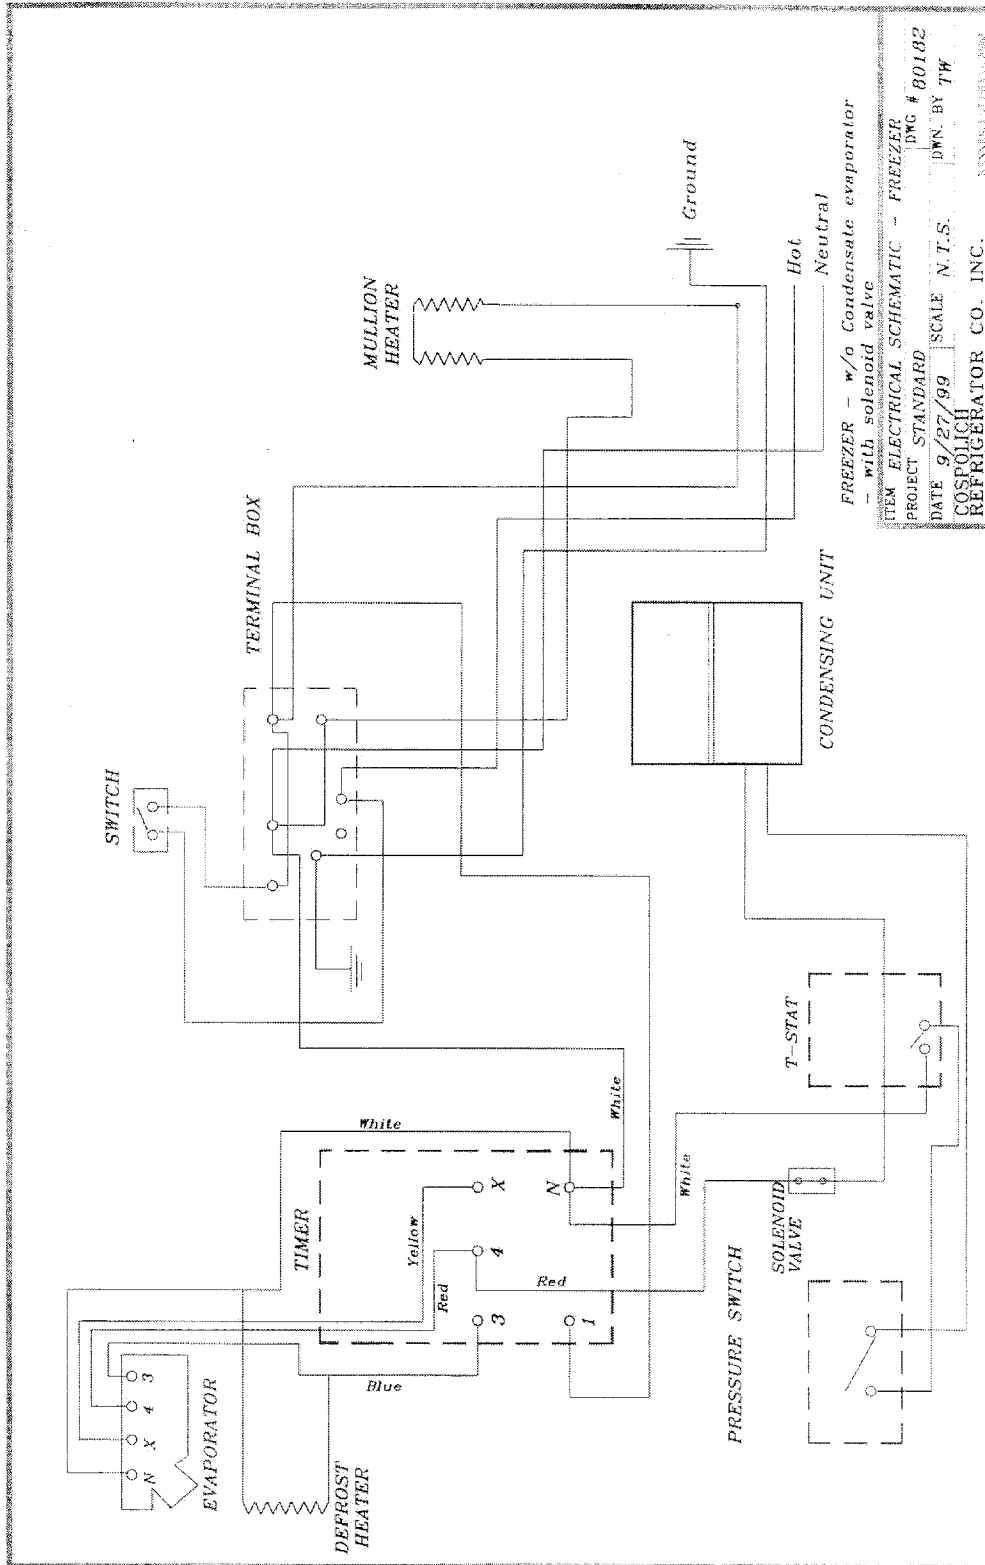 SWITCH
TERMINAL BOX
MULLION
HEATER
Ground
Hot
Neutral
FREEZER - w/o Condensate evaporator
- with solenoid valve
ITEM ELECTRICAL SCHEMATIC - FREEZER
PROJECT STANDARD
DWG # 80182
DATE 9/27/99
SCALE N.T.S.
DWN. BY TW
COSPOLICH
REFRIGERATOR CO. INC.
EVAPORATOR
N
X
4
3
DEFROST
HEATER
TIMER
White
Yellow
Red
Blue
X
4
3
N
1
White
Red
White
SOLENOID
VALVE
T-STAT
PRESSURE SWITCH
CONDENSING UNIT